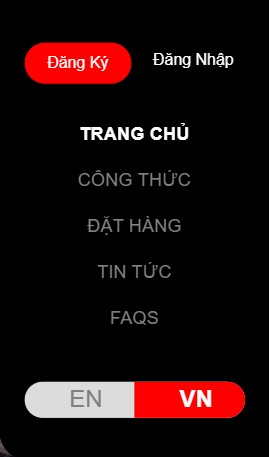 Đăng Ký Đăng Nhập
TRANG CHỦ
CÔNG THỨC
ĐẶT HÀNG
TIN TỨC
FAQS
EN VN